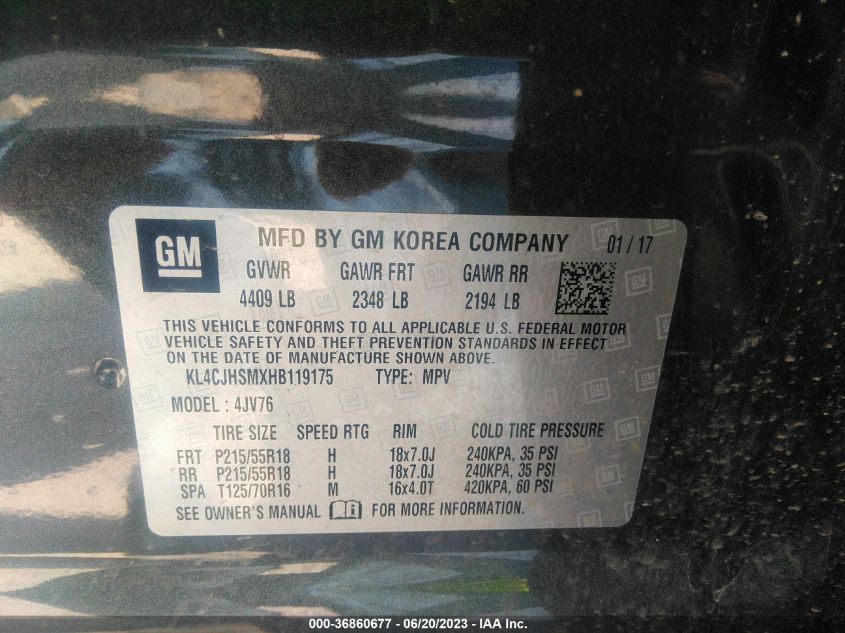 GM MFD BY GM KOREA COMPANY 01/17
GVWR GAWR FRT GAWR RR
4409 LB 2348 LB 2194 LB
THIS VEHICLE CONFORMS TO ALL APPLICABLE U.S. FEDERAL MOTOR
VEHICLE SAFETY AND THEFT PREVENTION STANDARDS IN EFFECT
ON THE DATE OF MANUFACTURE SHOWN ABOVE.
KL4CJHSMXHB119175 TYPE: MPV
MODEL: 4JV76
TIRE SIZE SPEED RTG RIM COLD TIRE PRESSURE
FRT P215/55R18 H 18x7.0J 240KPA, 35 PSI
RR P215/55R18 H 18x7.0J 240KPA, 35 PSI
SPA T125/70R16 M 16x4.0T 420KPA, 60 PSI
SEE OWNER'S MANUAL FOR MORE INFORMATION.
000-36860677 - 06/20/2023 - IAA Inc.